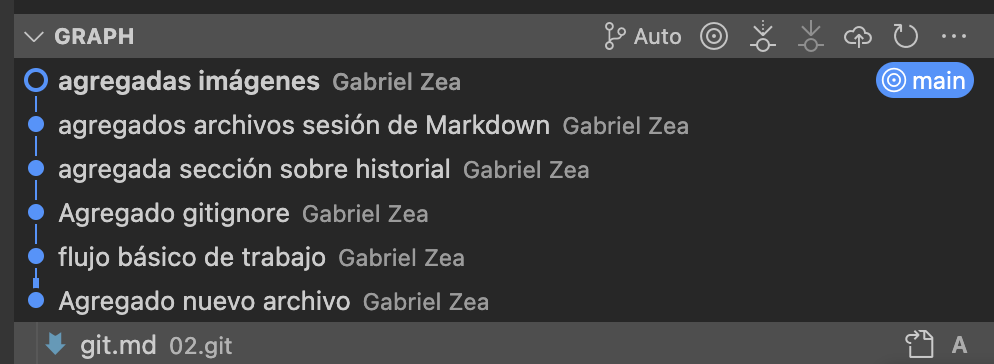 GRAPH Auto
agregadas imágenes Gabriel Zea main
agregados archivos sesión de Markdown Gabriel Zea
agregada sección sobre historial Gabriel Zea
Agregado gitignore Gabriel Zea
flujo básico de trabajo Gabriel Zea
Agregado nuevo archivo Gabriel Zea
git.md 02.git A